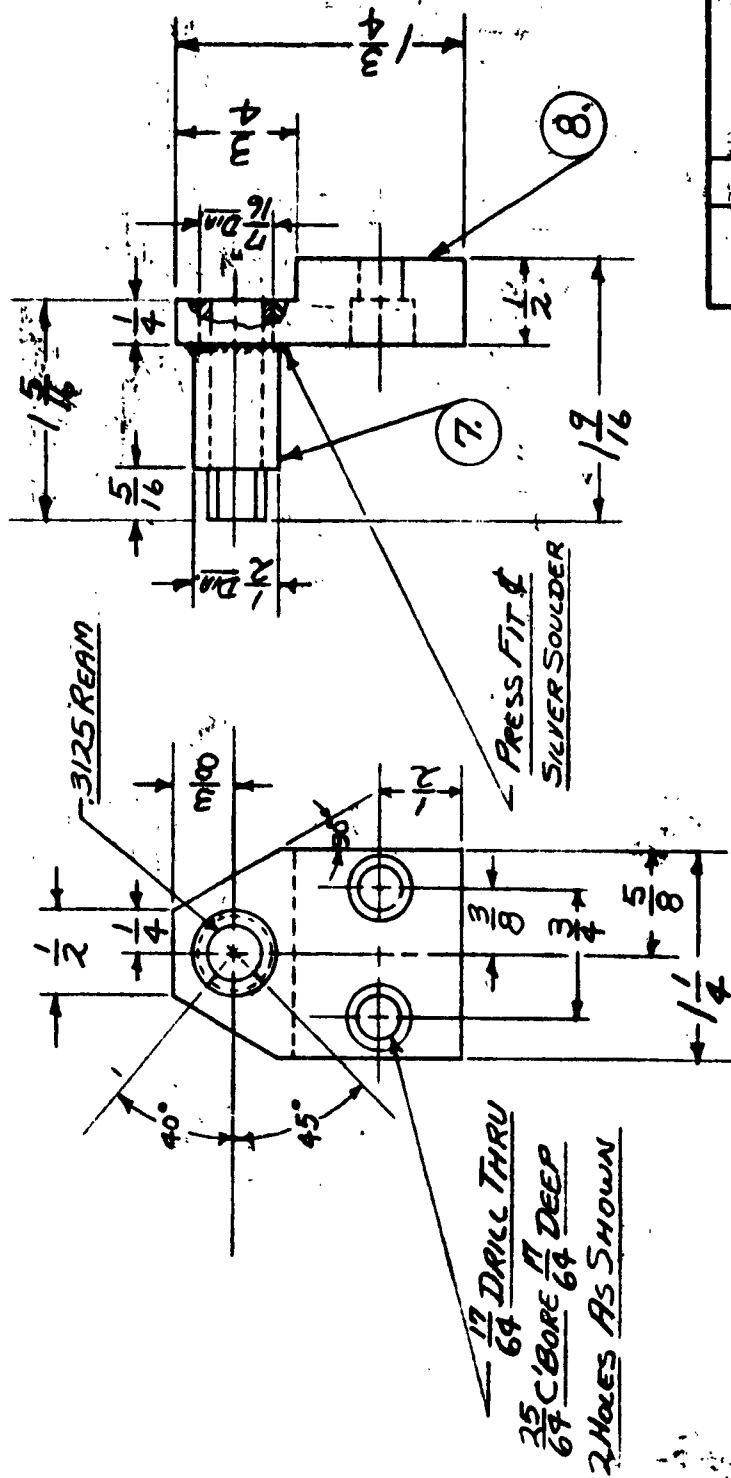 .3125 REAM
1/2
1/4
3/8
40°
45°
30°
1/2
3/8
3/4
5/8
1 1/4
17/64 DRILL THRU
25/64 C'BORE 17/64 DEEP
2 HOLES AS SHOWN
PRESS FIT &
SILVER SOULDER
1 5/16
5/16
1/4
1/2 DIA
DIA
3/4
1 3/4
1/2
1 9/16
7.
8.